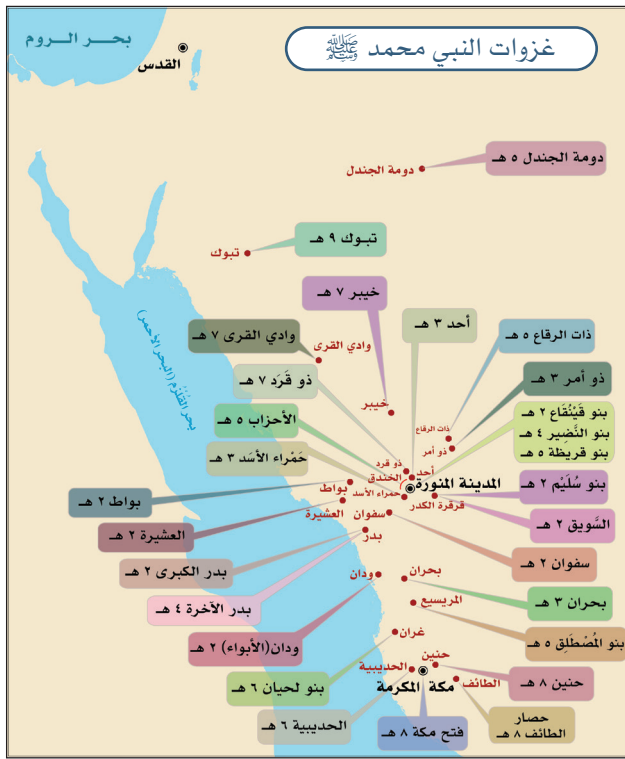 غزوات النبي محمد ﷺ
بحـر الـــروم
القدس
دومة الجندل ٥ هـ
دومة الجندل
تبـوك ٩ هـ
تبوك
خيبر ٧ هـ
أحد ٣ هـ
ذات الرقاع ٥ هـ
وادي القرى ٧ هـ
وادي القرى
بحر القُلْزُم (البحر الأحمر)
ذو أمر ٣ هـ
ذو قَرَد ٧ هـ
خيبر
بنو قَيْنُقَاع ٢ هـ
بنو النَّضِير ٤ هـ
بنو قريظة ٥ هـ
الأحزاب ٥ هـ
ذات الرقاع
ذو أمر
حَمْراء الأسَد ٣ هـ
ذو قرد
أحد
الخندق
المدينة المنورة
بنو سُلَيْم ٢ هـ
بواط
حمراء الأسد
قرقرة الكدر
بواط ٢ هـ
العشيرة
سفوان
السَّويق ٢ هـ
العشيرة ٢ هـ
بدر
سفوان ٢ هـ
بدر الكبرى ٢ هـ
ودان
بحران
بحران ٣ هـ
بدر الآخرة ٤ هـ
المريسيع
ودان(الأبواء) ٢ هـ
غران
بنو المُصْطَلِق ٥ هـ
حنين
الحديبية
بنو لحيان ٦ هـ
مكة المكرمة
الطائف
حنين ٨ هـ
الحديبية ٦ هـ
فتح مكة ٨ هـ
حصار
الطائف ٨ هـ